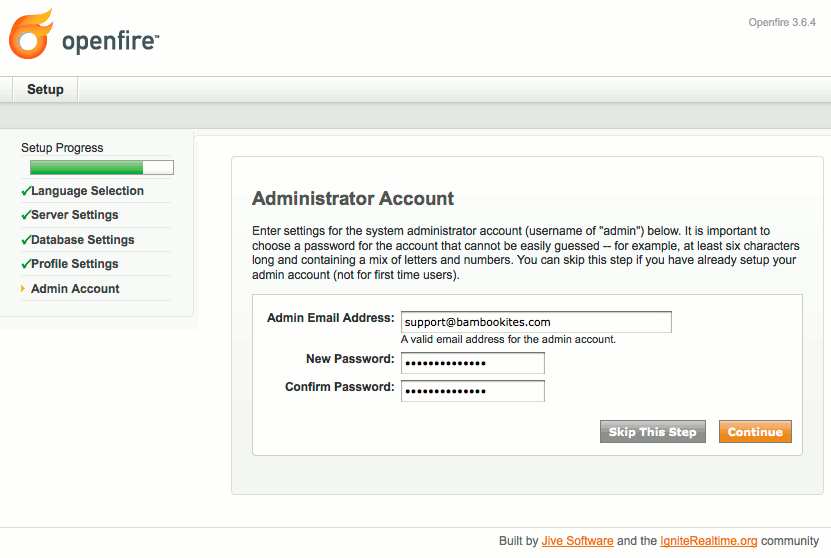 openfire™
Openfire 3.6.4
Setup
Setup Progress
Language Selection
Server Settings
Database Settings
Profile Settings
Admin Account
Administrator Account
Enter settings for the system administrator account (username of "admin") below. It is important to
choose a password for the account that cannot be easily guessed -- for example, at least six characters
long and containing a mix of letters and numbers. You can skip this step if you have already setup your
admin account (not for first time users).
Admin Email Address: support@bambookites.com
A valid email address for the admin account.
New Password: ••••••••••••••
Confirm Password: ••••••••••••••
Skip This Step Continue
Built by Jive Software and the IgniteRealtime.org community